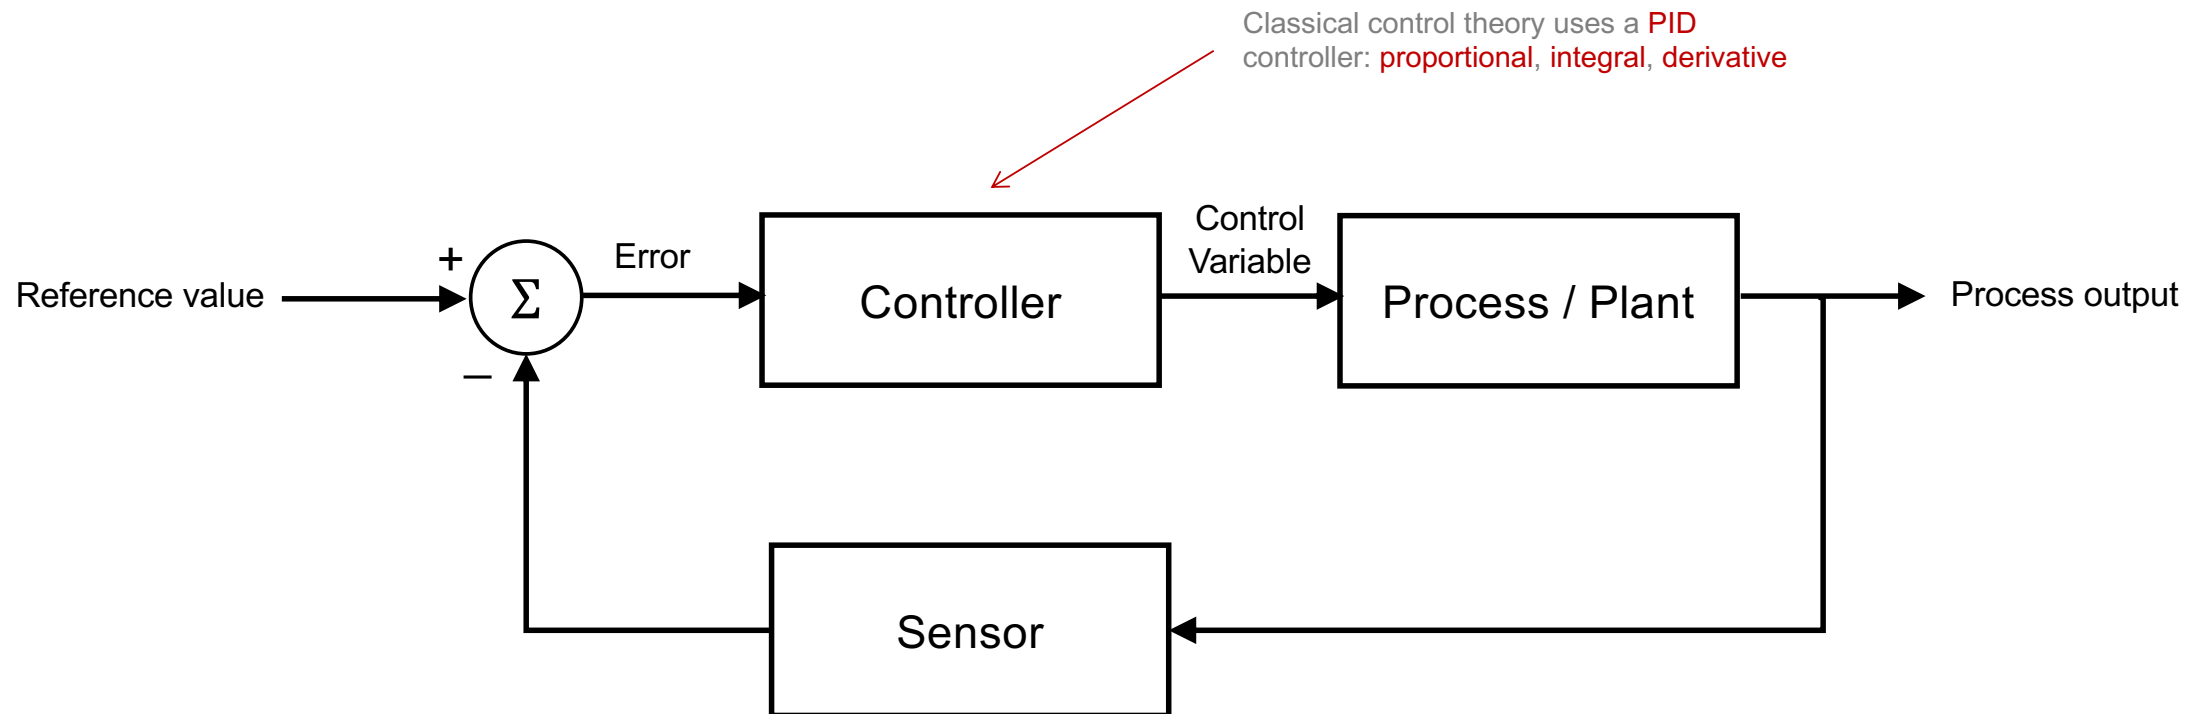 Classical control theory uses a PID
controller: proportional, integral, derivative
Control
Variable
+
Error
Reference value
Σ
Controller
Process / Plant
Process output
–
Sensor